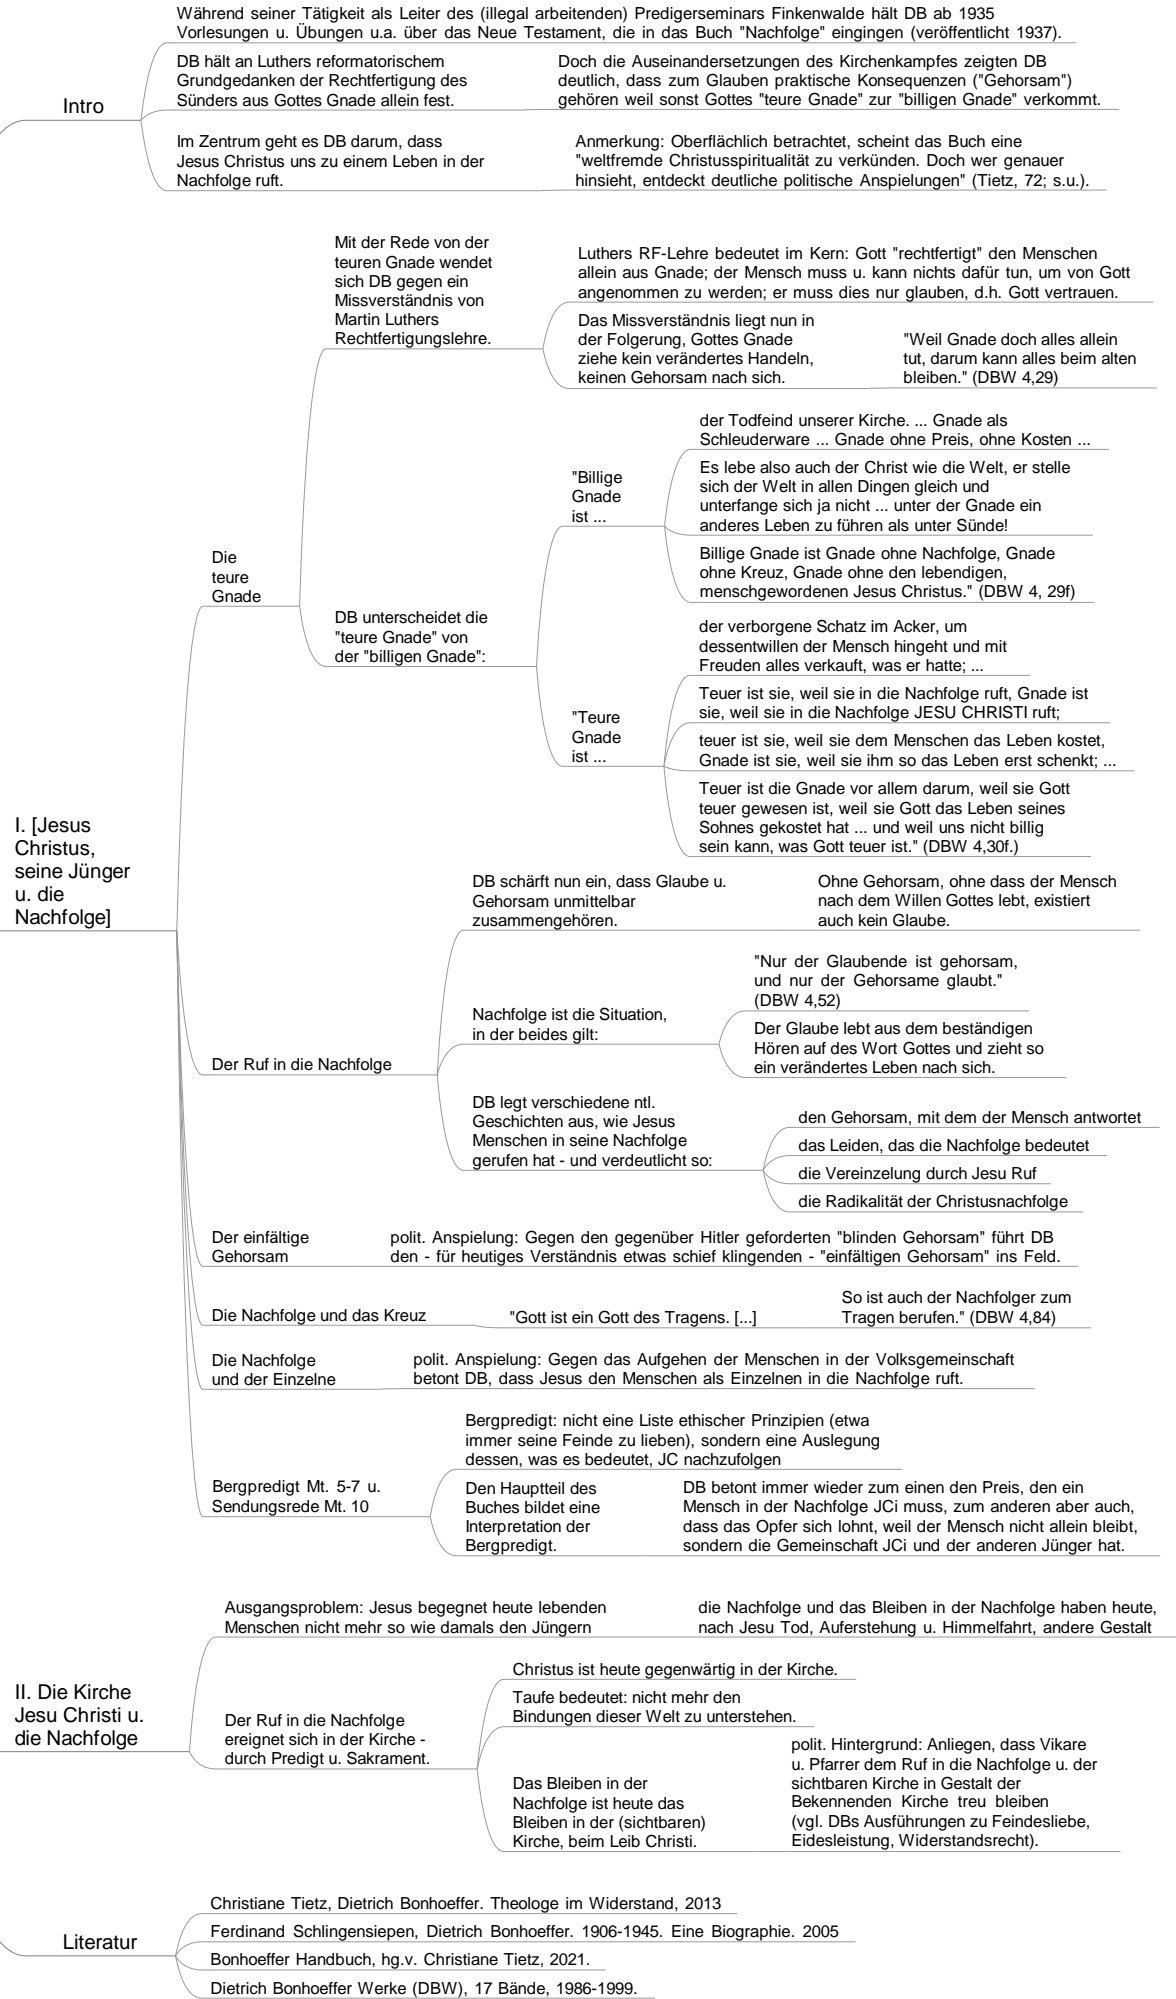 Intro
Während seiner Tätigkeit als Leiter des (illegal arbeitenden) Predigerseminars Finkenwalde hält DB ab 1935
Vorlesungen u. Übungen u.a. über das Neue Testament, die in das Buch "Nachfolge" eingingen (veröffentlicht 1937).
DB hält an Luthers reformatorischem
Grundgedanken der Rechtfertigung des
Sünders aus Gottes Gnade allein fest.
Doch die Auseinandersetzungen des Kirchenkampfes zeigten DB
deutlich, dass zum Glauben praktische Konsequenzen ("Gehorsam")
gehören weil sonst Gottes "teure Gnade" zur "billigen Gnade" verkommt.
Im Zentrum geht es DB darum, dass
Jesus Christus uns zu einem Leben in der
Nachfolge ruft.
Anmerkung: Oberflächlich betrachtet, scheint das Buch eine
"weltfremde Christusspiritualität zu verkünden. Doch wer genauer
hinsieht, entdeckt deutliche politische Anspielungen" (Tietz, 72; s.u.).
I. [Jesus
Christus,
seine Jünger
u. die
Nachfolge]
Die
teure
Gnade
Mit der Rede von der
teuren Gnade wendet
sich DB gegen ein
Missverständnis von
Martin Luthers
Rechtfertigungslehre.
Luthers RF-Lehre bedeutet im Kern: Gott "rechtfertigt" den Menschen
allein aus Gnade; der Mensch muss u. kann nichts dafür tun, um von Gott
angenommen zu werden; er muss dies nur glauben, d.h. Gott vertrauen.
Das Missverständnis liegt nun in
der Folgerung, Gottes Gnade
ziehe kein verändertes Handeln,
keinen Gehorsam nach sich.
"Weil Gnade doch alles allein
tut, darum kann alles beim alten
bleiben." (DBW 4,29)
DB unterscheidet die
"teure Gnade" von
der "billigen Gnade":
"Billige
Gnade
ist ...
der Todfeind unserer Kirche. ... Gnade als
Schleuderware ... Gnade ohne Preis, ohne Kosten ...
Es lebe also auch der Christ wie die Welt, er stelle
sich der Welt in allen Dingen gleich und
unterfange sich ja nicht ... unter der Gnade ein
anderes Leben zu führen als unter Sünde!
Billige Gnade ist Gnade ohne Nachfolge, Gnade
ohne Kreuz, Gnade ohne den lebendigen,
menschgewordenen Jesus Christus." (DBW 4, 29f)
"Teure
Gnade
ist ...
der verborgene Schatz im Acker, um
dessentwillen der Mensch hingeht und mit
Freuden alles verkauft, was er hatte; ...
Teuer ist sie, weil sie in die Nachfolge ruft, Gnade ist
sie, weil sie in die Nachfolge JESU CHRISTI ruft;
teuer ist sie, weil sie dem Menschen das Leben kostet,
Gnade ist sie, weil sie ihm so das Leben erst schenkt; ...
Teuer ist die Gnade vor allem darum, weil sie Gott
teuer gewesen ist, weil sie Gott das Leben seines
Sohnes gekostet hat ... und weil uns nicht billig
sein kann, was Gott teuer ist." (DBW 4,30f.)
Der Ruf in die Nachfolge
DB schärft nun ein, dass Glaube u.
Gehorsam unmittelbar
zusammengehören.
Ohne Gehorsam, ohne dass der Mensch
nach dem Willen Gottes lebt, existiert
auch kein Glaube.
Nachfolge ist die Situation,
in der beides gilt:
"Nur der Glaubende ist gehorsam,
und nur der Gehorsame glaubt."
(DBW 4,52)
Der Glaube lebt aus dem beständigen
Hören auf des Wort Gottes und zieht so
ein verändertes Leben nach sich.
DB legt verschiedene ntl.
Geschichten aus, wie Jesus
Menschen in seine Nachfolge
gerufen hat - und verdeutlicht so:
den Gehorsam, mit dem der Mensch antwortet
das Leiden, das die Nachfolge bedeutet
die Vereinzelung durch Jesu Ruf
die Radikalität der Christusnachfolge
Der einfältige
Gehorsam
polit. Anspielung: Gegen den gegenüber Hitler geforderten "blinden Gehorsam" führt DB
den - für heutiges Verständnis etwas schief klingenden - "einfältigen Gehorsam" ins Feld.
Die Nachfolge und das Kreuz
"Gott ist ein Gott des Tragens. [...]
So ist auch der Nachfolger zum
Tragen berufen." (DBW 4,84)
Die Nachfolge
und der Einzelne
polit. Anspielung: Gegen das Aufgehen der Menschen in der Volksgemeinschaft
betont DB, dass Jesus den Menschen als Einzelnen in die Nachfolge ruft.
Bergpredigt Mt. 5-7 u.
Sendungsrede Mt. 10
Bergpredigt: nicht eine Liste ethischer Prinzipien (etwa
immer seine Feinde zu lieben), sondern eine Auslegung
dessen, was es bedeutet, JC nachzufolgen
Den Hauptteil des
Buches bildet eine
Interpretation der
Bergpredigt.
DB betont immer wieder zum einen den Preis, den ein
Mensch in der Nachfolge JCi muss, zum anderen aber auch,
dass das Opfer sich lohnt, weil der Mensch nicht allein bleibt,
sondern die Gemeinschaft JCi und der anderen Jünger hat.
II. Die Kirche
Jesu Christi u.
die Nachfolge
Ausgangsproblem: Jesus begegnet heute lebenden
Menschen nicht mehr so wie damals den Jüngern
die Nachfolge und das Bleiben in der Nachfolge haben heute,
nach Jesu Tod, Auferstehung u. Himmelfahrt, andere Gestalt
Der Ruf in die Nachfolge
ereignet sich in der Kirche -
durch Predigt u. Sakrament.
Christus ist heute gegenwärtig in der Kirche.
Taufe bedeutet: nicht mehr den
Bindungen dieser Welt zu unterstehen.
Das Bleiben in der
Nachfolge ist heute das
Bleiben in der (sichtbaren)
Kirche, beim Leib Christi.
polit. Hintergrund: Anliegen, dass Vikare
u. Pfarrer dem Ruf in die Nachfolge u. der
sichtbaren Kirche in Gestalt der
Bekennenden Kirche treu bleiben
(vgl. DBs Ausführungen zu Feindesliebe,
Eidesleistung, Widerstandsrecht).
Literatur
Christiane Tietz, Dietrich Bonhoeffer. Theologe im Widerstand, 2013
Ferdinand Schlingensiepen, Dietrich Bonhoeffer. 1906-1945. Eine Biographie. 2005
Bonhoeffer Handbuch, hg.v. Christiane Tietz, 2021.
Dietrich Bonhoeffer Werke (DBW), 17 Bände, 1986-1999.